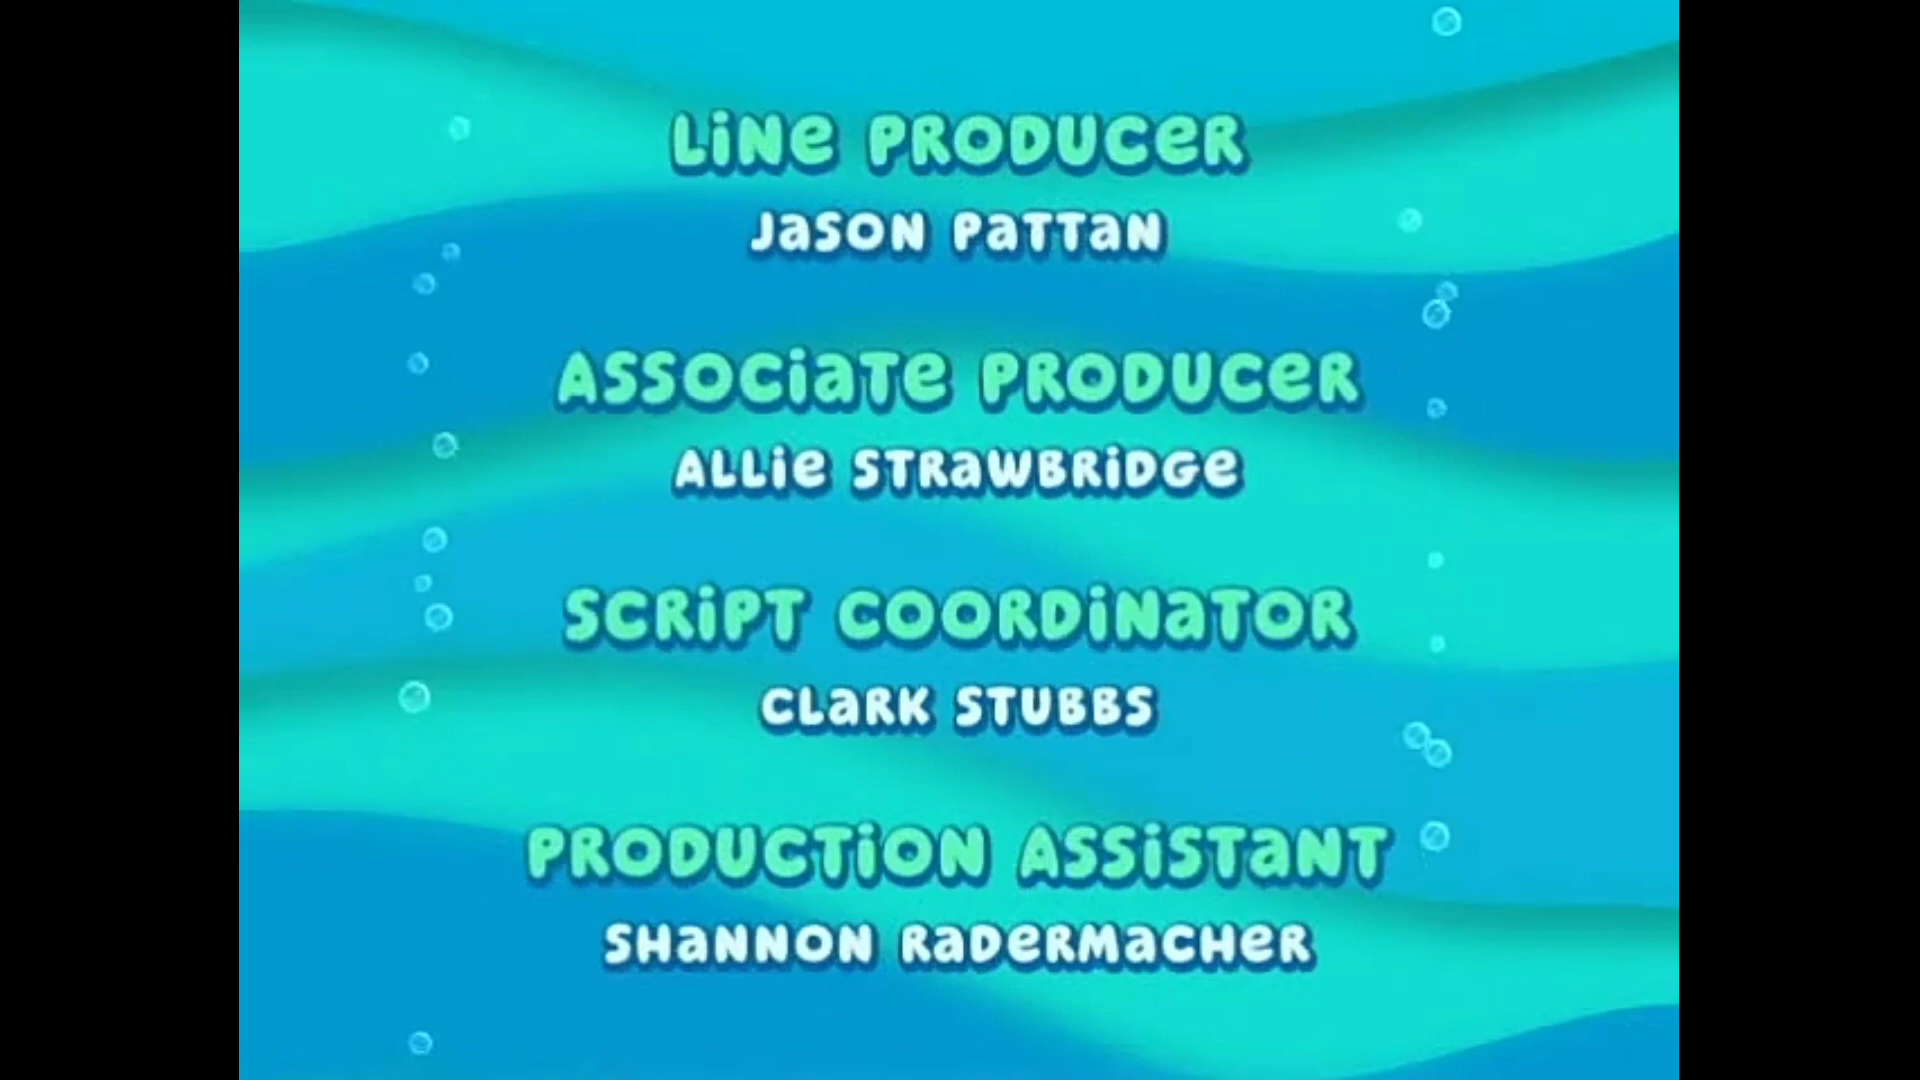 Line Producer
Jason Pattan
Associate Producer
Allie Strawbridge
Script Coordinator
Clark Stubbs
Production Assistant
Shannon Radermacher